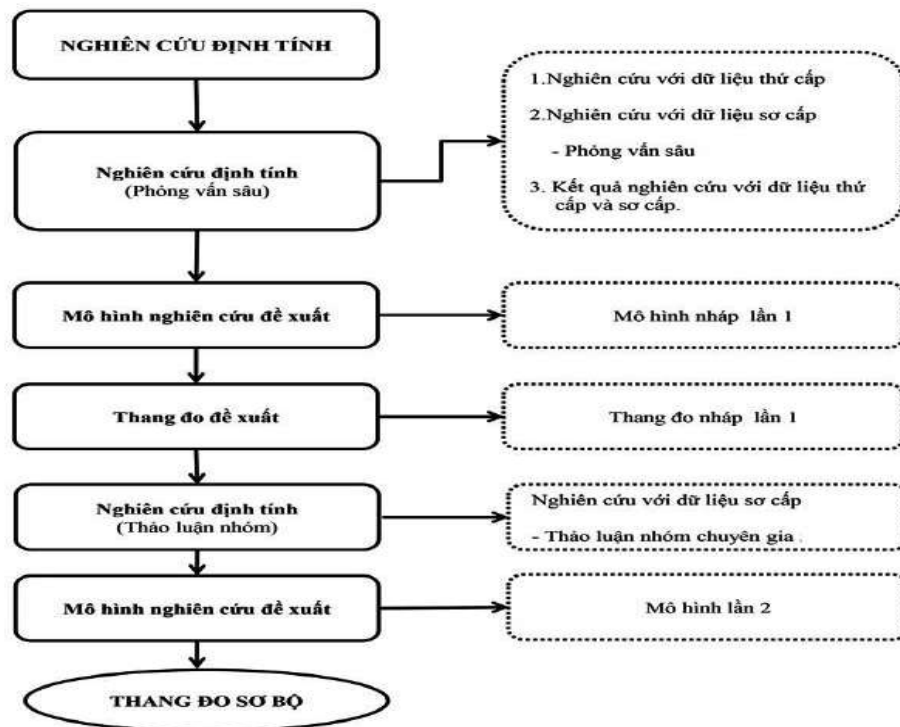 NGHIÊN CỨU ĐỊNH TÍNH
Nghiên cứu định tính
(Phỏng vấn sâu)
1.Nghiên cứu với dữ liệu thứ cấp
2.Nghiên cứu với dữ liệu sơ cấp
- Phỏng vấn sâu
3. Kết quả nghiên cứu với dữ liệu thứ
cấp và sơ cấp.
Mô hình nghiên cứu đề xuất
Mô hình nháp lần 1
Thang đo đề xuất
Thang đo nháp lần 1
Nghiên cứu định tính
(Thảo luận nhóm)
Nghiên cứu với dữ liệu sơ cấp
- Thảo luận nhóm chuyên gia .
Mô hình nghiên cứu đề xuất
Mô hình lần 2
THANG ĐO SƠ BỘ